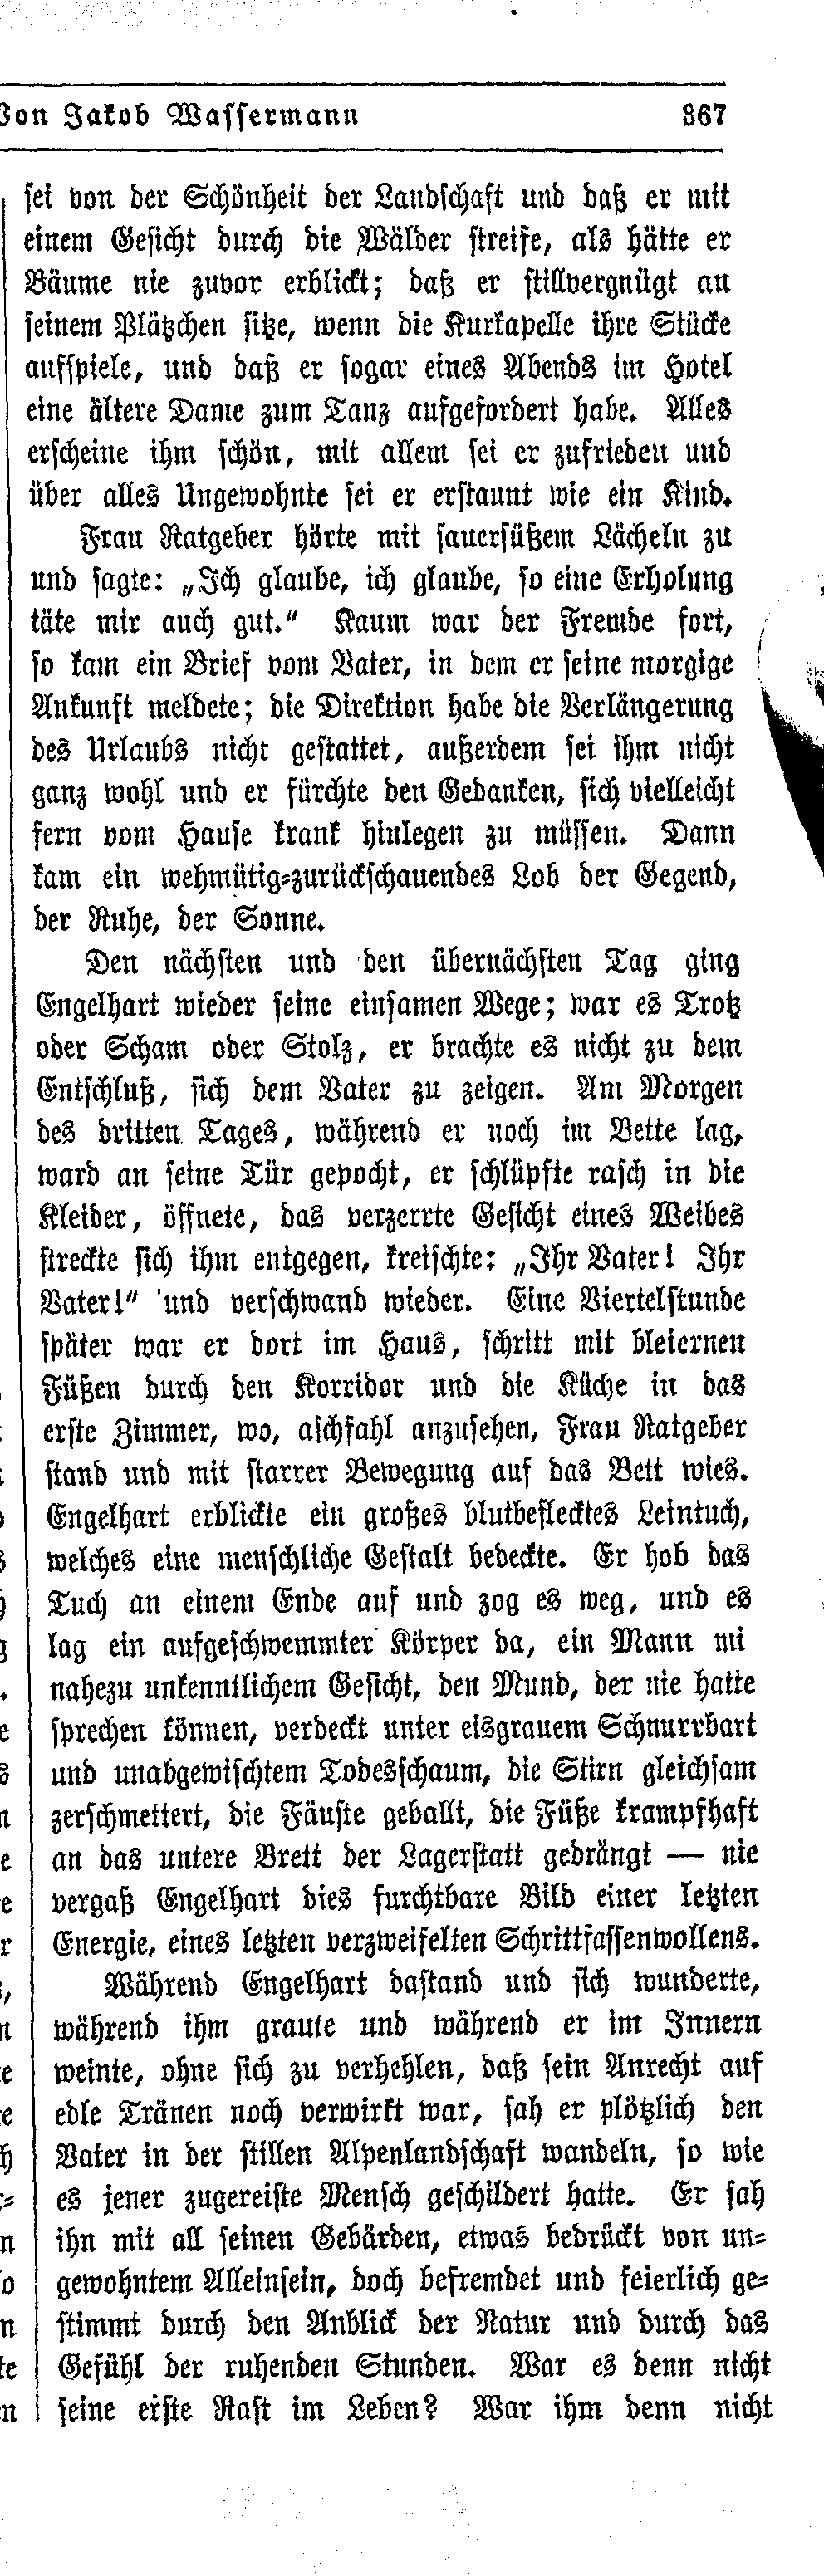 Von Jakob Wassermann 367
sei von der Schönheit der Landschaft und daß er mit
einem Gesicht durch die Wälder streife, als hätte er
Bäume nie zuvor erblickt; daß er stillvergnügt an
seinem Plätzchen sitze, wenn die Kurkapelle ihre Stücke
aufspiele, und daß er sogar eines Abends im Hotel
eine ältere Dame zum Tanz aufgefordert habe. Alles
erscheine ihm schön, mit allem sei er zufrieden und
über alles Ungewohnte sei er erstaunt wie ein Kind.
Frau Ratgeber hörte mit sauersüßem Lächeln zu
und sagte: „Ich glaube, ich glaube, so eine Erholung
täte mir auch gut.“ Kaum war der Fremde fort,
so kam ein Brief vom Vater, in dem er seine morgige
Ankunft meldete; die Direktion habe die Verlängerung
des Urlaubs nicht gestattet, außerdem sei ihm nicht
ganz wohl und er fürchte den Gedanken, sich vielleicht
fern vom Hause krank hinlegen zu müssen. Dann
kam ein wehmütig-zurückschauendes Lob der Gegend,
der Ruhe, der Sonne.
Den nächsten und den übernächsten Tag ging
Engelhart wieder seine einsamen Wege; war es Trotz
oder Scham oder Stolz, er brachte es nicht zu dem
Entschluß, sich dem Vater zu zeigen. Am Morgen
des dritten Tages, während er noch im Bette lag,
ward an seine Tür gepocht, er schlüpfte rasch in die
Kleider, öffnete, das verzerrte Gesicht eines Weibes
streckte sich ihm entgegen, kreischte: „Ihr Vater! Ihr
Vater!“ und verschwand wieder. Eine Viertelstunde
später war er dort im Haus, schritt mit bleiernen
Füßen durch den Korridor und die Küche in das
erste Zimmer, wo, aschfahl anzusehen, Frau Ratgeber
stand und mit starrer Bewegung auf das Bett wies.
Engelhart erblickte ein großes blutbeflecktes Leintuch,
welches eine menschliche Gestalt bedeckte. Er hob das
Tuch an einem Ende auf und zog es weg, und es
lag ein aufgeschwemmter Körper da, ein Mann mi
nahezu unkenntlichem Gesicht, den Mund, der nie hatte
sprechen können, verdeckt unter eisgrauem Schnurrbart
und unabgewischtem Todesschaum, die Stirn gleichsam
zerschmettert, die Fäuste geballt, die Füße krampfhaft
an das untere Brett der Lagerstatt gedrängt — nie
vergaß Engelhart dies furchtbare Bild einer letzten
Energie, eines letzten verzweifelten Schrittfassenwollens.
Während Engelhart dastand und sich wunderte,
während ihm graute und während er im Innern
weinte, ohne sich zu verhehlen, daß sein Anrecht auf
edle Tränen noch verwirkt war, sah er plötzlich den
Vater in der stillen Alpenlandschaft wandeln, so wie
es jener zugereiste Mensch geschildert hatte. Er sah
ihn mit all seinen Gebärden, etwas bedrückt von un-
gewohntem Alleinsein, doch befremdet und feierlich ge-
stimmt durch den Anblick der Natur und durch das
Gefühl der ruhenden Stunden. War es denn nicht
seine erste Rast im Leben? War ihm denn nicht